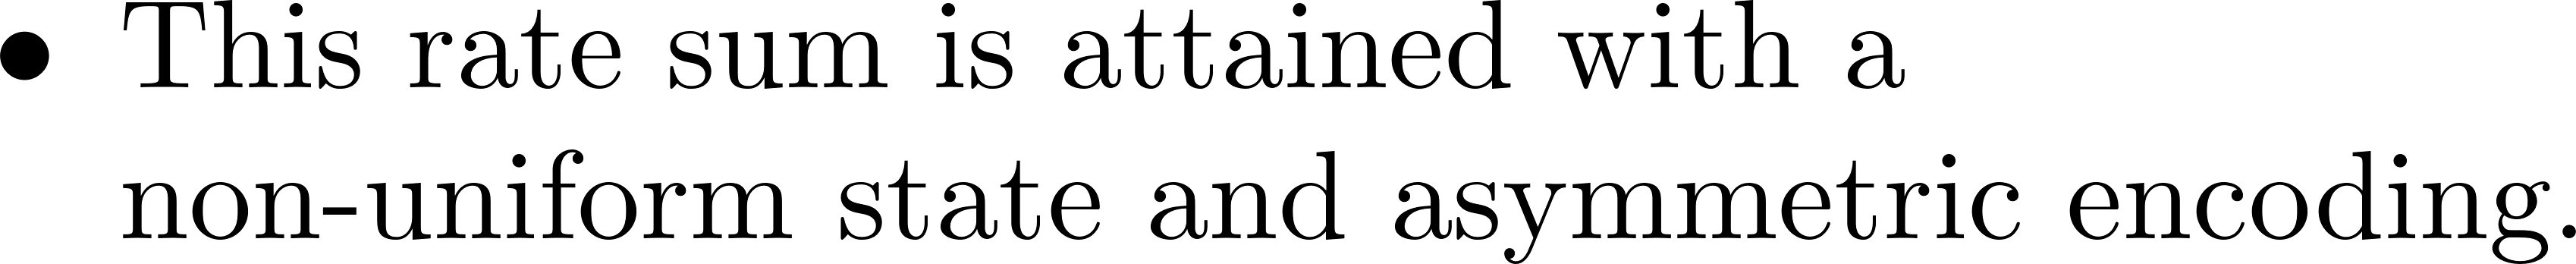 • This rate sum is attained with a
non-uniform state and asymmetric encoding.